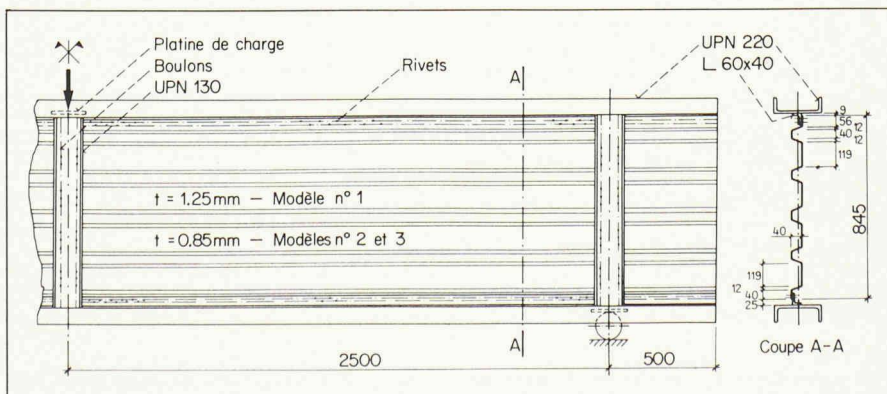 Platine de charge
Boulons
UPN 130
Rivets
A
UPN 220
L 60x40
t = 1.25mm — Modèle n° 1
t = 0.85mm — Modèles n° 2 et 3
9
56
12
40
12
119
845
40
119
12
40
25
A
2500
500
Coupe A-A